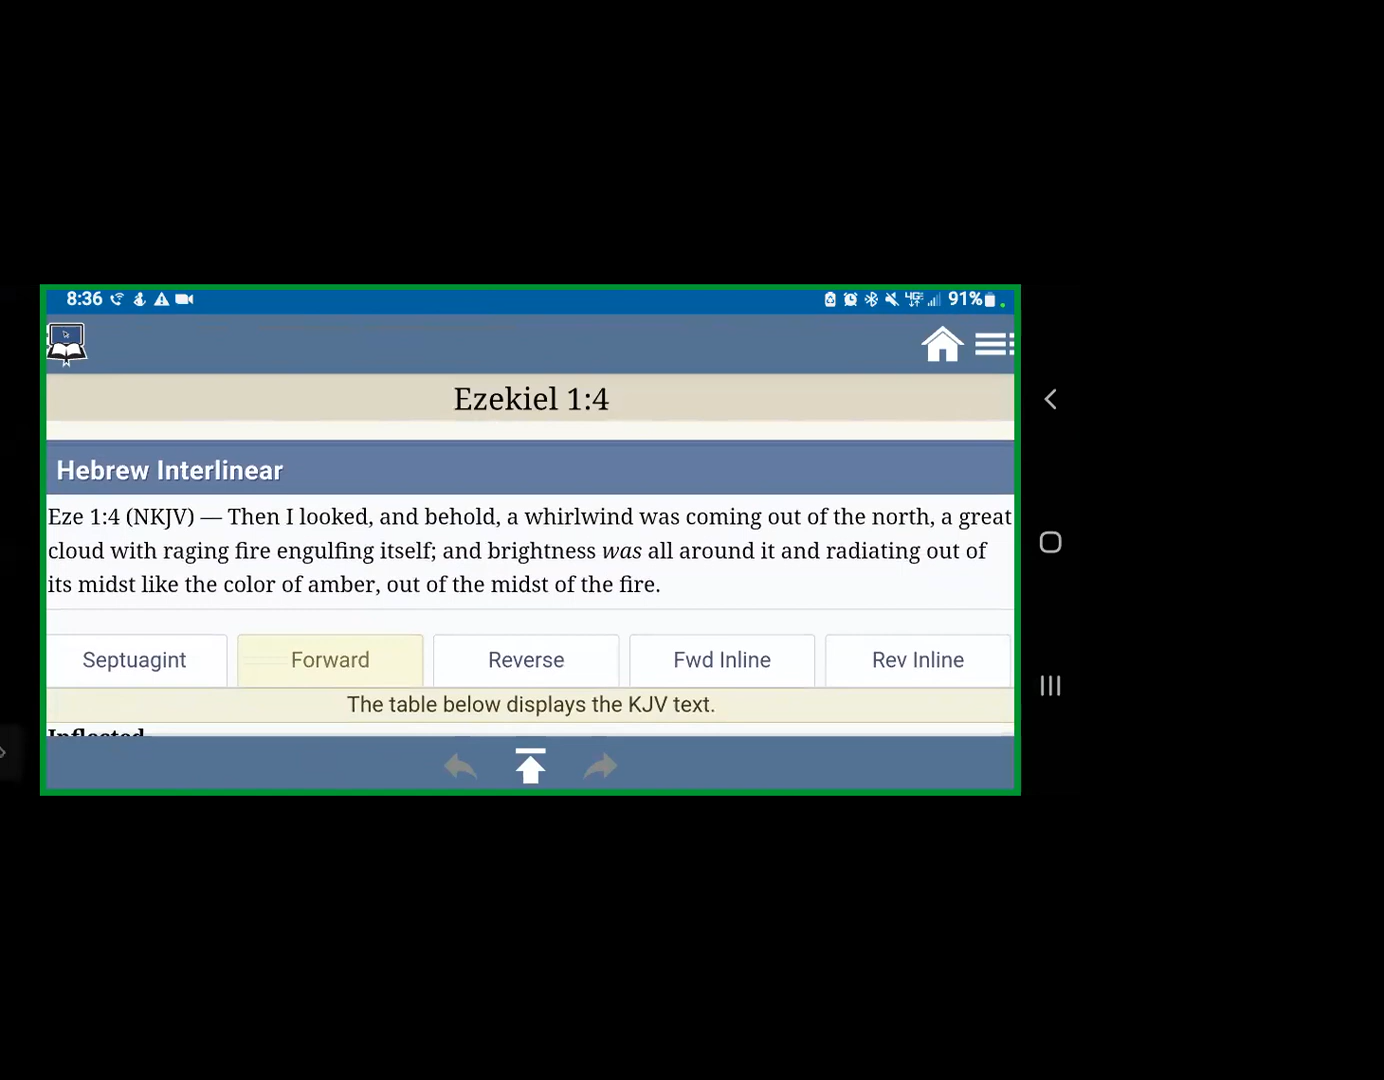 8:36
91%
Ezekiel 1:4
Hebrew Interlinear
Eze 1:4 (NKJV) — Then I looked, and behold, a whirlwind was coming out of the north, a great
cloud with raging fire engulfing itself; and brightness was all around it and radiating out of
its midst like the color of amber, out of the midst of the fire.
Septuagint Forward Reverse Fwd Inline Rev Inline
The table below displays the KJV text.
Inflected